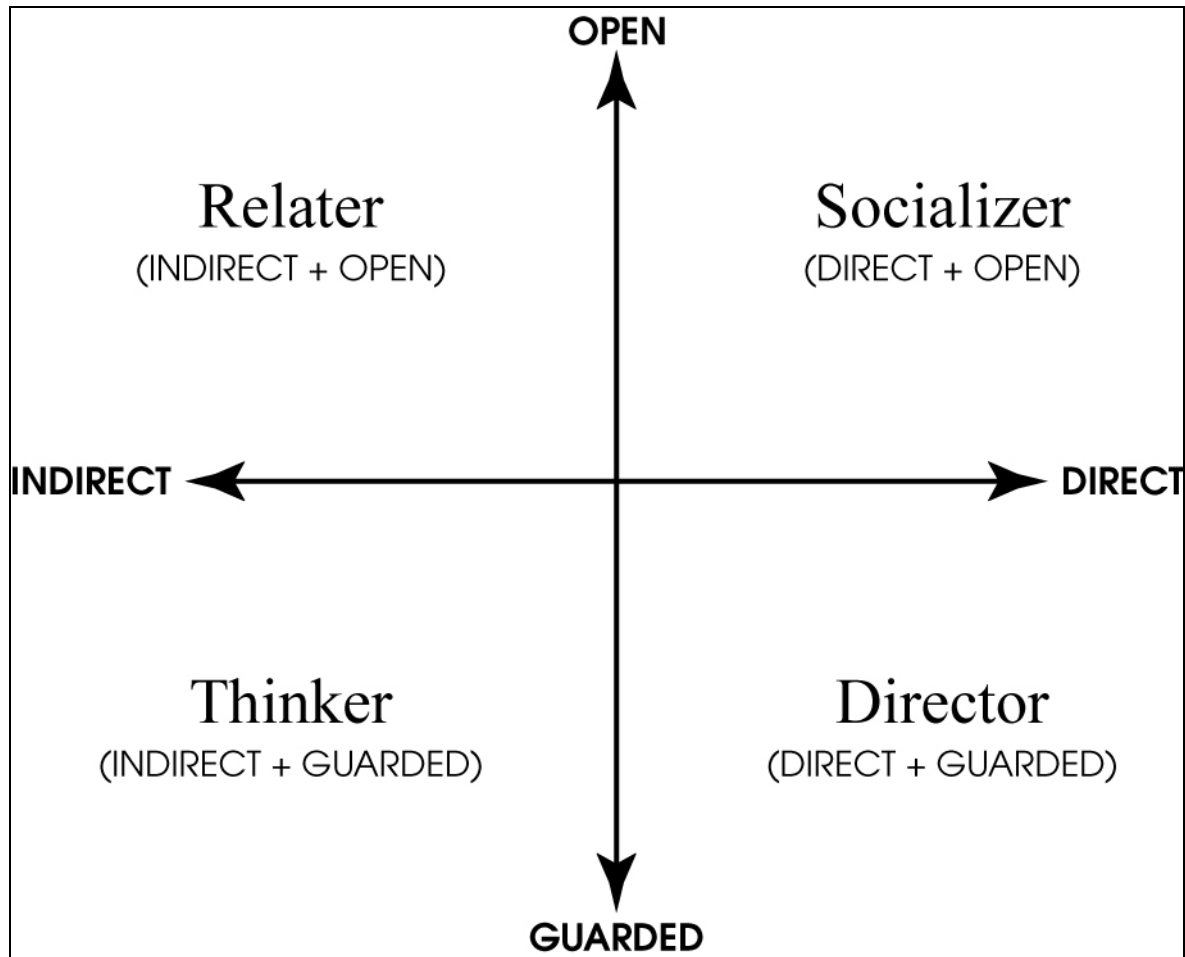 OPEN
Relater
(INDIRECT + OPEN)
Socializer
(DIRECT + OPEN)
INDIRECT
DIRECT
Thinker
(INDIRECT + GUARDED)
Director
(DIRECT + GUARDED)
GUARDED